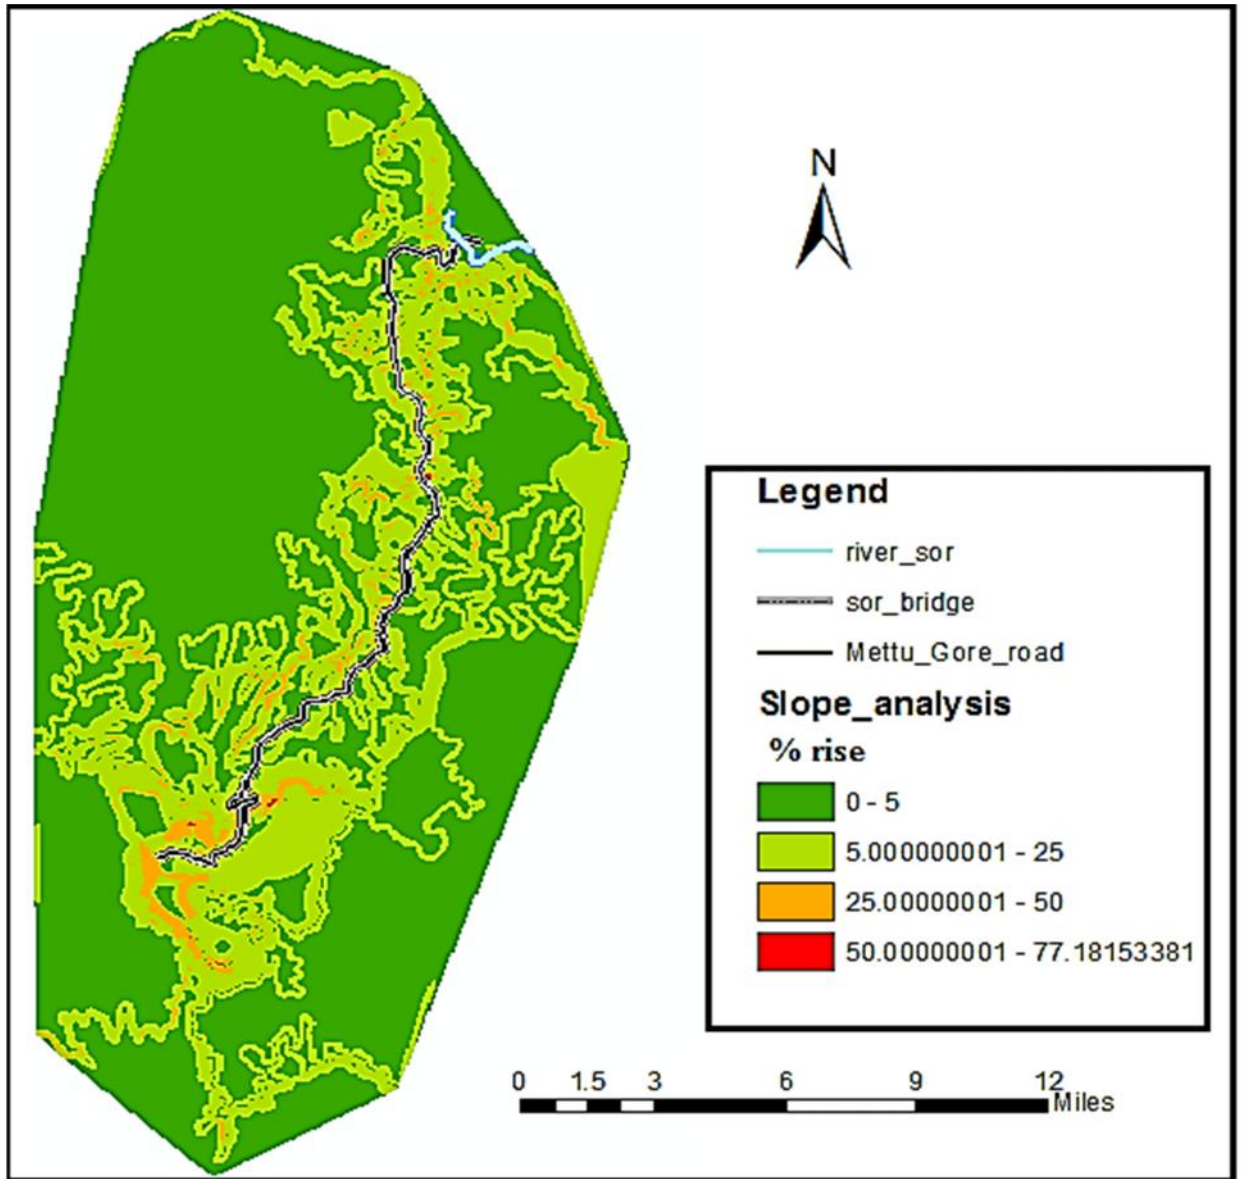 N
Legend
river_sor
sor_bridge
Mettu_Gore_road
Slope_analysis
% rise
0 - 5
5.000000001 - 25
25.00000001 - 50
50.00000001 - 77.18153381
0 1.5 3 6 9 12
Miles